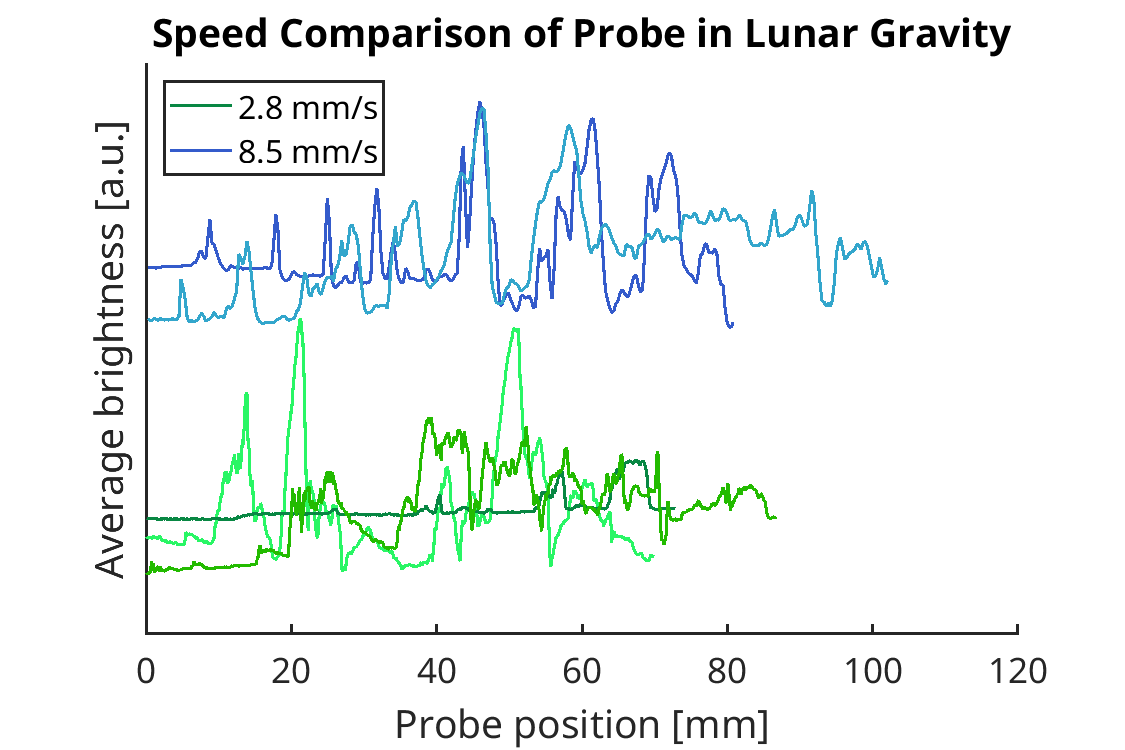 Speed Comparison of Probe in Lunar Gravity
2.8 mm/s
8.5 mm/s
Average brightness [a.u.]
0 20 40 60 80 100 120
Probe position [mm]